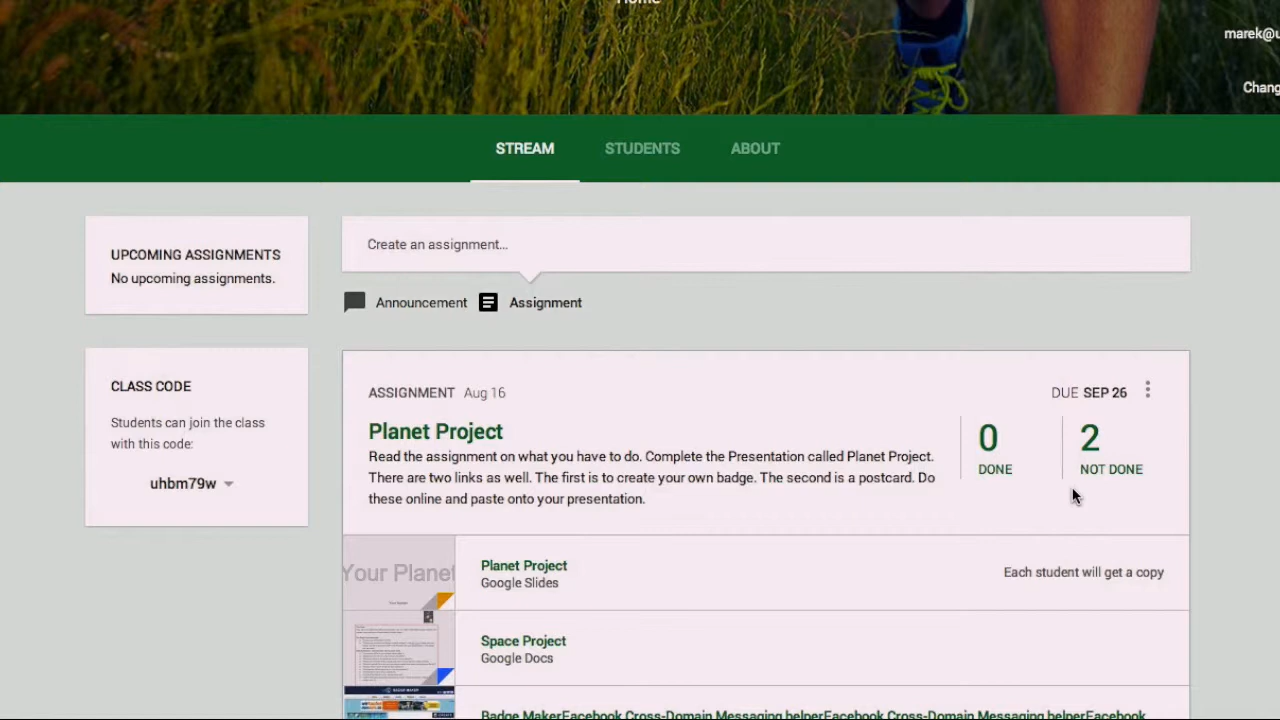 Home
marek@u
Chang
STREAM
STUDENTS
ABOUT
UPCOMING ASSIGNMENTS
No upcoming assignments.
Create an assignment...
Announcement
Assignment
CLASS CODE
Students can join the class
with this code:
uhbm79w
ASSIGNMENT Aug 16
DUE SEP 26
Planet Project
Read the assignment on what you have to do. Complete the Presentation called Planet Project.
There are two links as well. The first is to create your own badge. The second is a postcard. Do
these online and paste onto your presentation.
0
DONE
2
NOT DONE
Your Planet
Planet Project
Google Slides
Each student will get a copy
Space Project
Google Docs
BADGE MAKER
Badge MakerFacebook Cross-Domain Messaging helperFacebook Cross-Domain Messaging helperFacebook